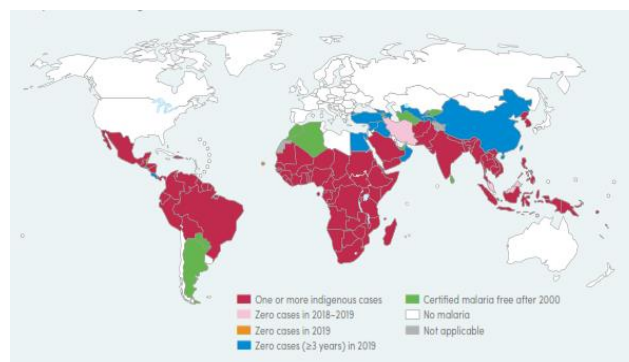 One or more indigenous cases
Zero cases in 2018–2019
Zero cases in 2019
Zero cases (≥3 years) in 2019
Certified malaria free after 2000
No malaria
Not applicable